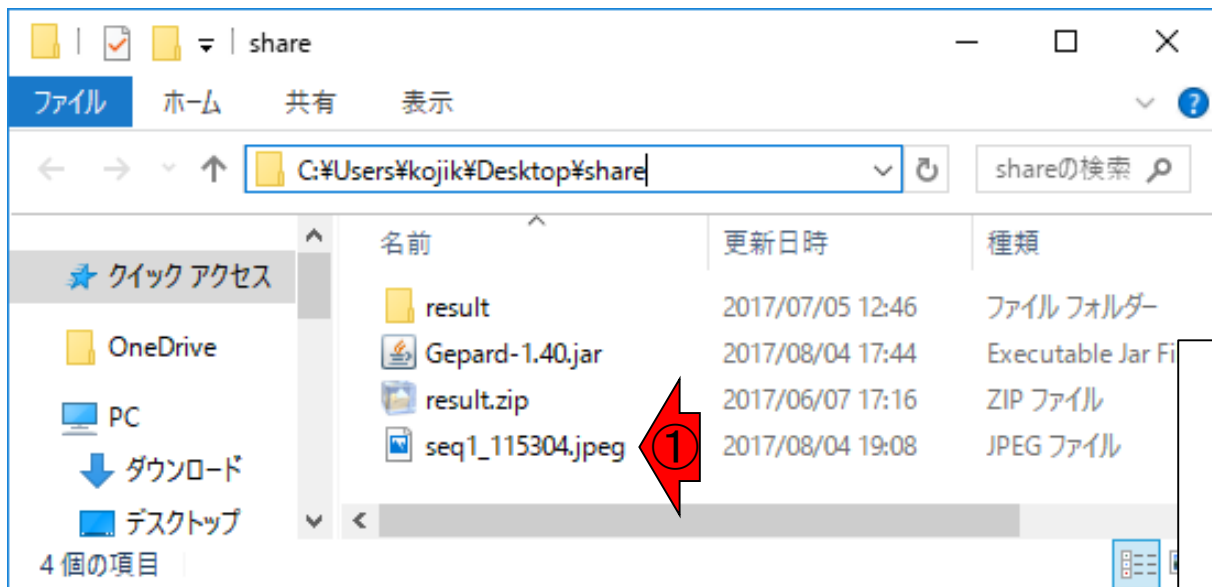 share
ファイル ホーム 共有 表示
C:¥Users¥kojik¥Desktop¥share shareの検索
名前 更新日時 種類
クイック アクセス
result 2017/07/05 12:46 ファイル フォルダー
OneDrive Gepard-1.40.jar 2017/08/04 17:44 Executable Jar Fi
result.zip 2017/06/07 17:16 ZIP ファイル
PC
seq1_115304.jpeg ① 2017/08/04 19:08 JPEG ファイル
ダウンロード
デスクトップ
4 個の項目